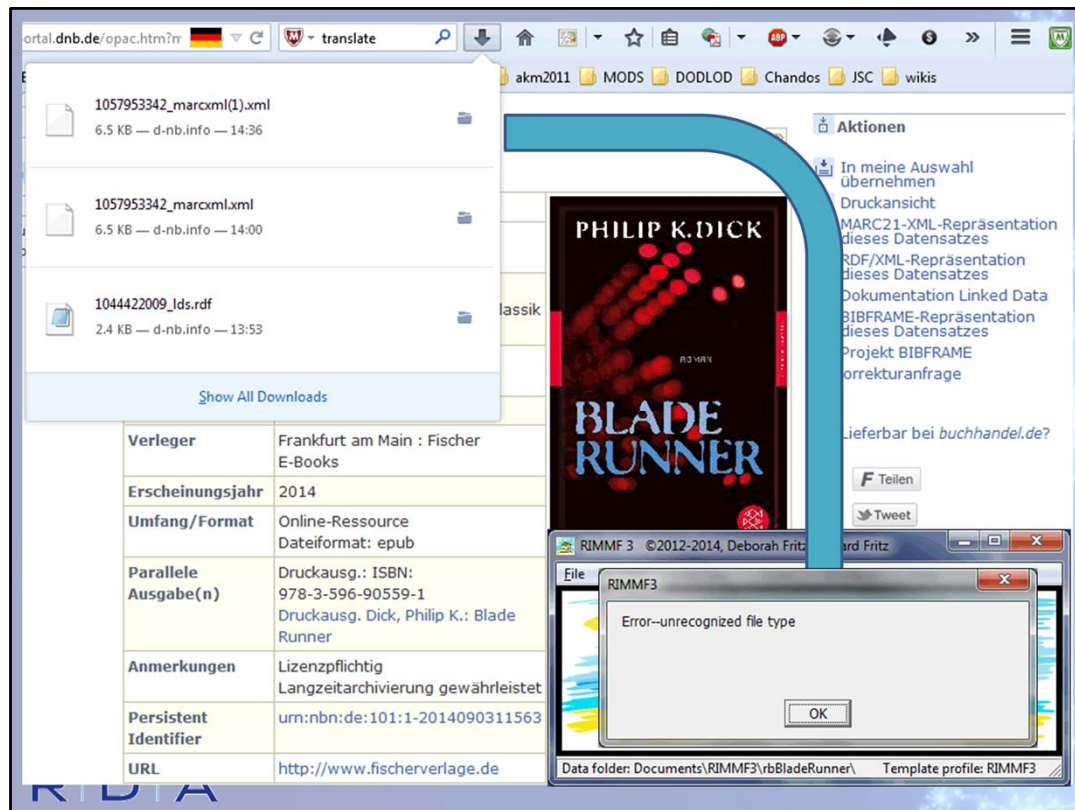 ortal.dnb.de/opac.htm?m
translate
ABP
akm2011 MODS DODLOD Chandos JSC wikis
1057953342_marcxml(1).xml
6.5 KB — d-nb.info — 14:36
1057953342_marcxml.xml
6.5 KB — d-nb.info — 14:00
1044422009_lds.rdf
2.4 KB — d-nb.info — 13:53
Show All Downloads
lassik
Verleger Frankfurt am Main : Fischer
E-Books
Erscheinungsjahr 2014
Umfang/Format Online-Ressource
Dateiformat: epub
Parallele Ausgabe(n) Druckausg.: ISBN:
978-3-596-90559-1
Druckausg. Dick, Philip K.: Blade
Runner
Anmerkungen Lizenzpflichtig
Langzeitarchivierung gewährleistet
Persistent Identifier urn:nbn:de:101:1-2014090311563
URL http://www.fischerverlage.de
PHILIP K. DICK
ROMAN
BLADE
RUNNER
Aktionen
In meine Auswahl
übernehmen
Druckansicht
MARC21-XML-Repräsentation
dieses Datensatzes
RDF/XML-Repräsentation
dieses Datensatzes
Dokumentation Linked Data
BIBFRAME-Repräsentation
dieses Datensatzes
Projekt BIBFRAME
orrekturanfrage
Lieferbar bei buchhandel.de?
Teilen
Tweet
RIMMF 3 ©2012-2014, Deborah Fritz ard Fritz
File
RIMMF3
Error--unrecognized file type
OK
Data folder: Documents\RIMMF3\rbBladeRunner\ Template profile: RIMMF3
RDA